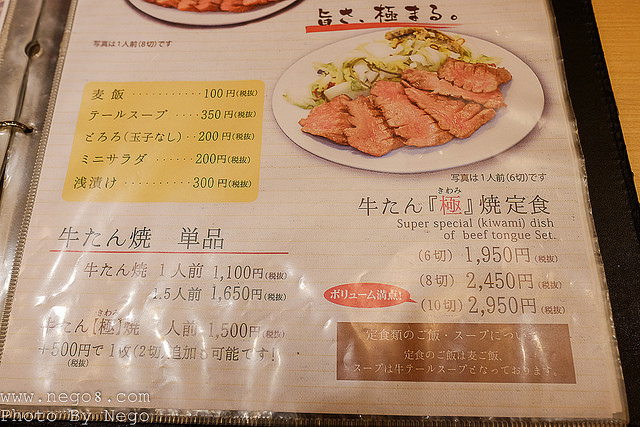 旨さ、極まる。
写真は1人前(8切)です
麦飯 ············ 100円(税抜)
テールスープ ····· 350円(税抜)
とろろ(玉子なし) ·· 200円(税抜)
ミニサラダ ······ 200円(税抜)
浅漬け ·········· 300円(税抜)
写真は1人前(6切)です
きわみ
牛たん『極』焼定食
Super special (kiwami) dish
of beef tongue Set.
(6切) 1,950円(税抜)
(8切) 2,450円(税抜)
ボリューム満点!
(10切) 2,950円(税抜)
牛たん焼 単品
牛たん焼 1人前 1,100円(税抜)
1.5人前 1,650円(税抜)
きわみ
牛たん【極】焼 人前 1,500円(税抜)
+500円で1枚(2切)追加も可能です!
(税抜)
定食類のご飯・スープについて
定食のご飯は麦ご飯、
スープは牛テールスープとなっております。
www.nego8.com
Photo By Nego